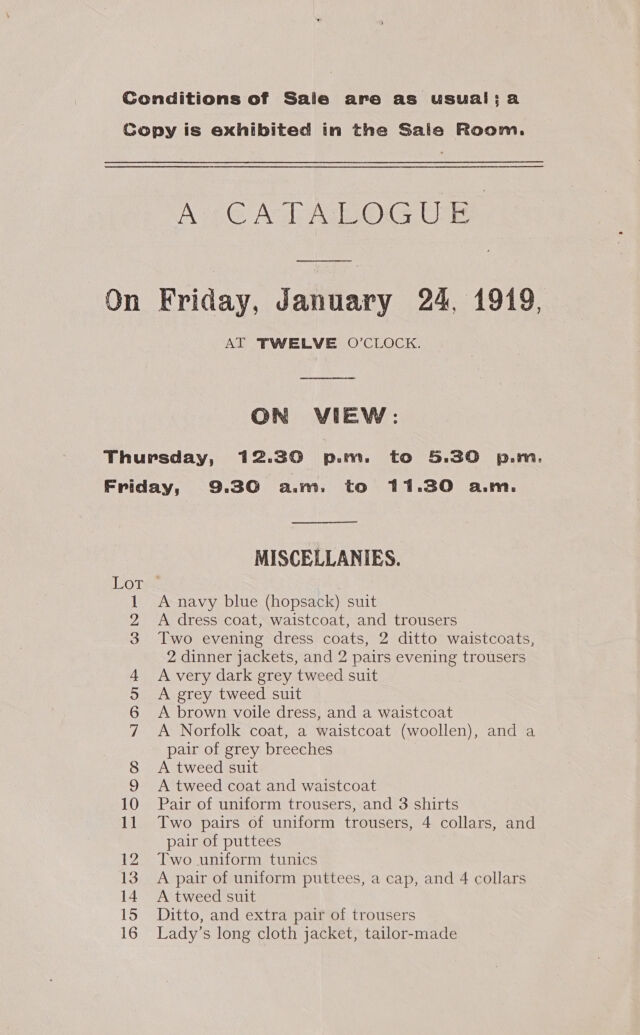 Conditions of Sale are as usual; a
Copy is exhibited in the Sale Room.
A CATALOGUE
On Friday, January 24, 1919,
AT TWELVE O'CLOCK.
ON VIEW:
Thursday, 12.30 p.m. to 5.30 p.m.
Friday, 9.30 a.m. to 11.30 a.m.
MISCELLANIES.
LOT
1 A navy blue (hopsack) suit
2 A dress coat, waistcoat, and trousers
3 Two evening dress coats, 2 ditto waistcoats,
2 dinner jackets, and 2 pairs evening trousers
4 A very dark grey tweed suit
5 A grey tweed suit
6 A brown voile dress, and a waistcoat
7 A Norfolk coat, a waistcoat (woollen), and a
pair of grey breeches
8 A tweed suit
9 A tweed coat and waistcoat
10 Pair of uniform trousers, and 3 shirts
11 Two pairs of uniform trousers, 4 collars, and
pair of puttees
12 Two uniform tunics
13 A pair of uniform puttees, a cap, and 4 collars
14 A tweed suit
15 Ditto, and extra pair of trousers
16 Lady's long cloth jacket, tailor-made